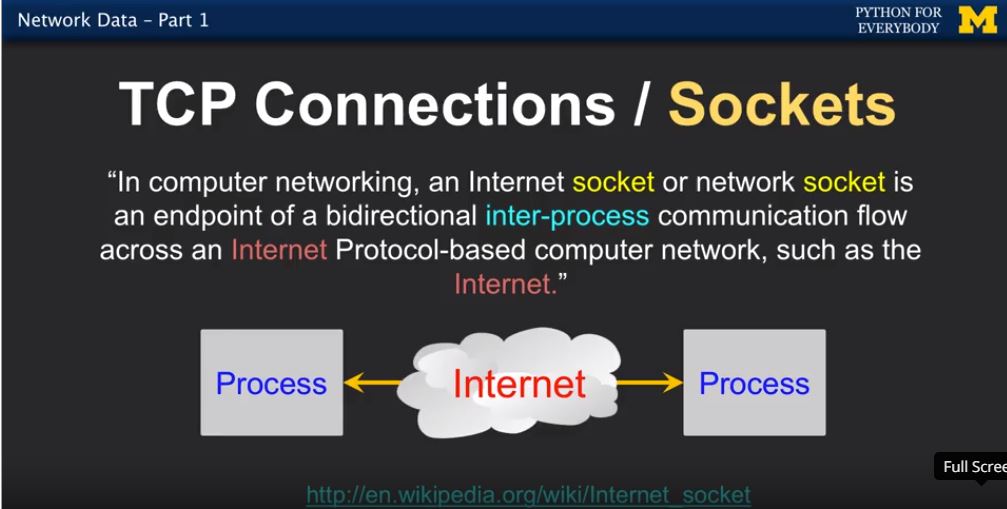 Network Data – Part 1
PYTHON FOR
EVERYBODY
M
TCP Connections / Sockets
“In computer networking, an Internet socket or network socket is
an endpoint of a bidirectional inter-process communication flow
across an Internet Protocol-based computer network, such as the
Internet.”
Process
Internet
Process
Full Scree
http://en.wikipedia.org/wiki/Internet_socket